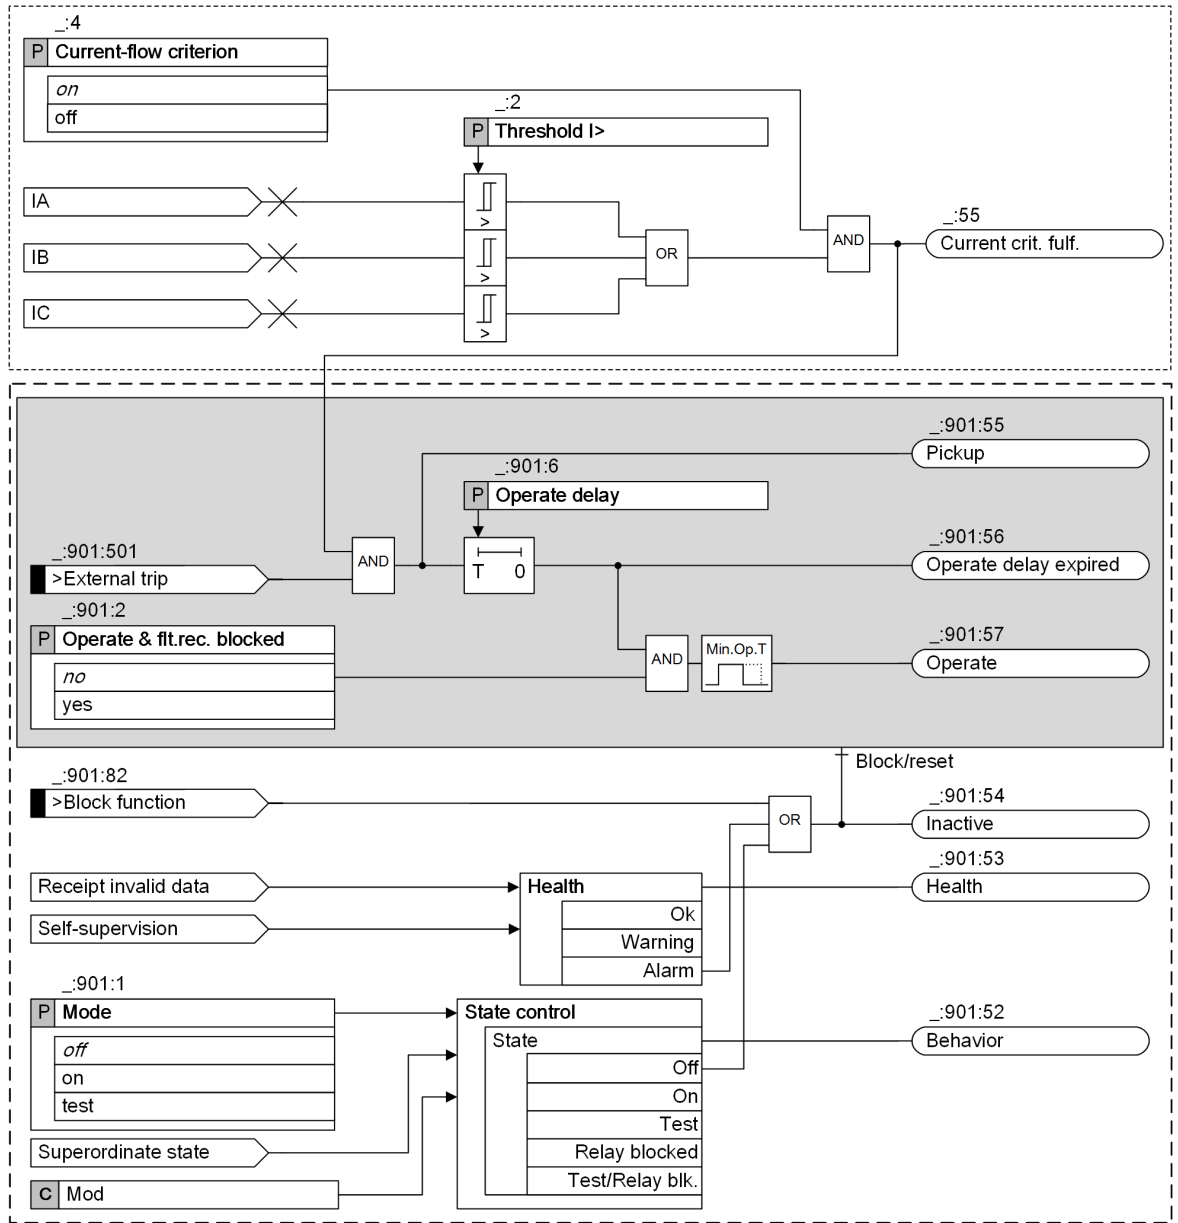 _:4
P Current-flow criterion
on
off
_:2
P Threshold I>
IA
>
IB
>
IC
>
OR
AND
_:55
Current crit. fulf.
_:901:55
Pickup
_:901:6
P Operate delay
_:901:501
>External trip
AND
T 0
_:901:56
Operate delay expired
_:901:2
P Operate & flt.rec. blocked
no
yes
AND
Min.Op.T
_:901:57
Operate
Block/reset
_:901:82
>Block function
OR
_:901:54
Inactive
_:901:53
Health
Receipt invalid data
Self-supervision
Health
Ok
Warning
Alarm
_:901:1
P Mode
off
on
test
Superordinate state
C Mod
State control
State
Off
On
Test
Relay blocked
Test/Relay blk.
_:901:52
Behavior